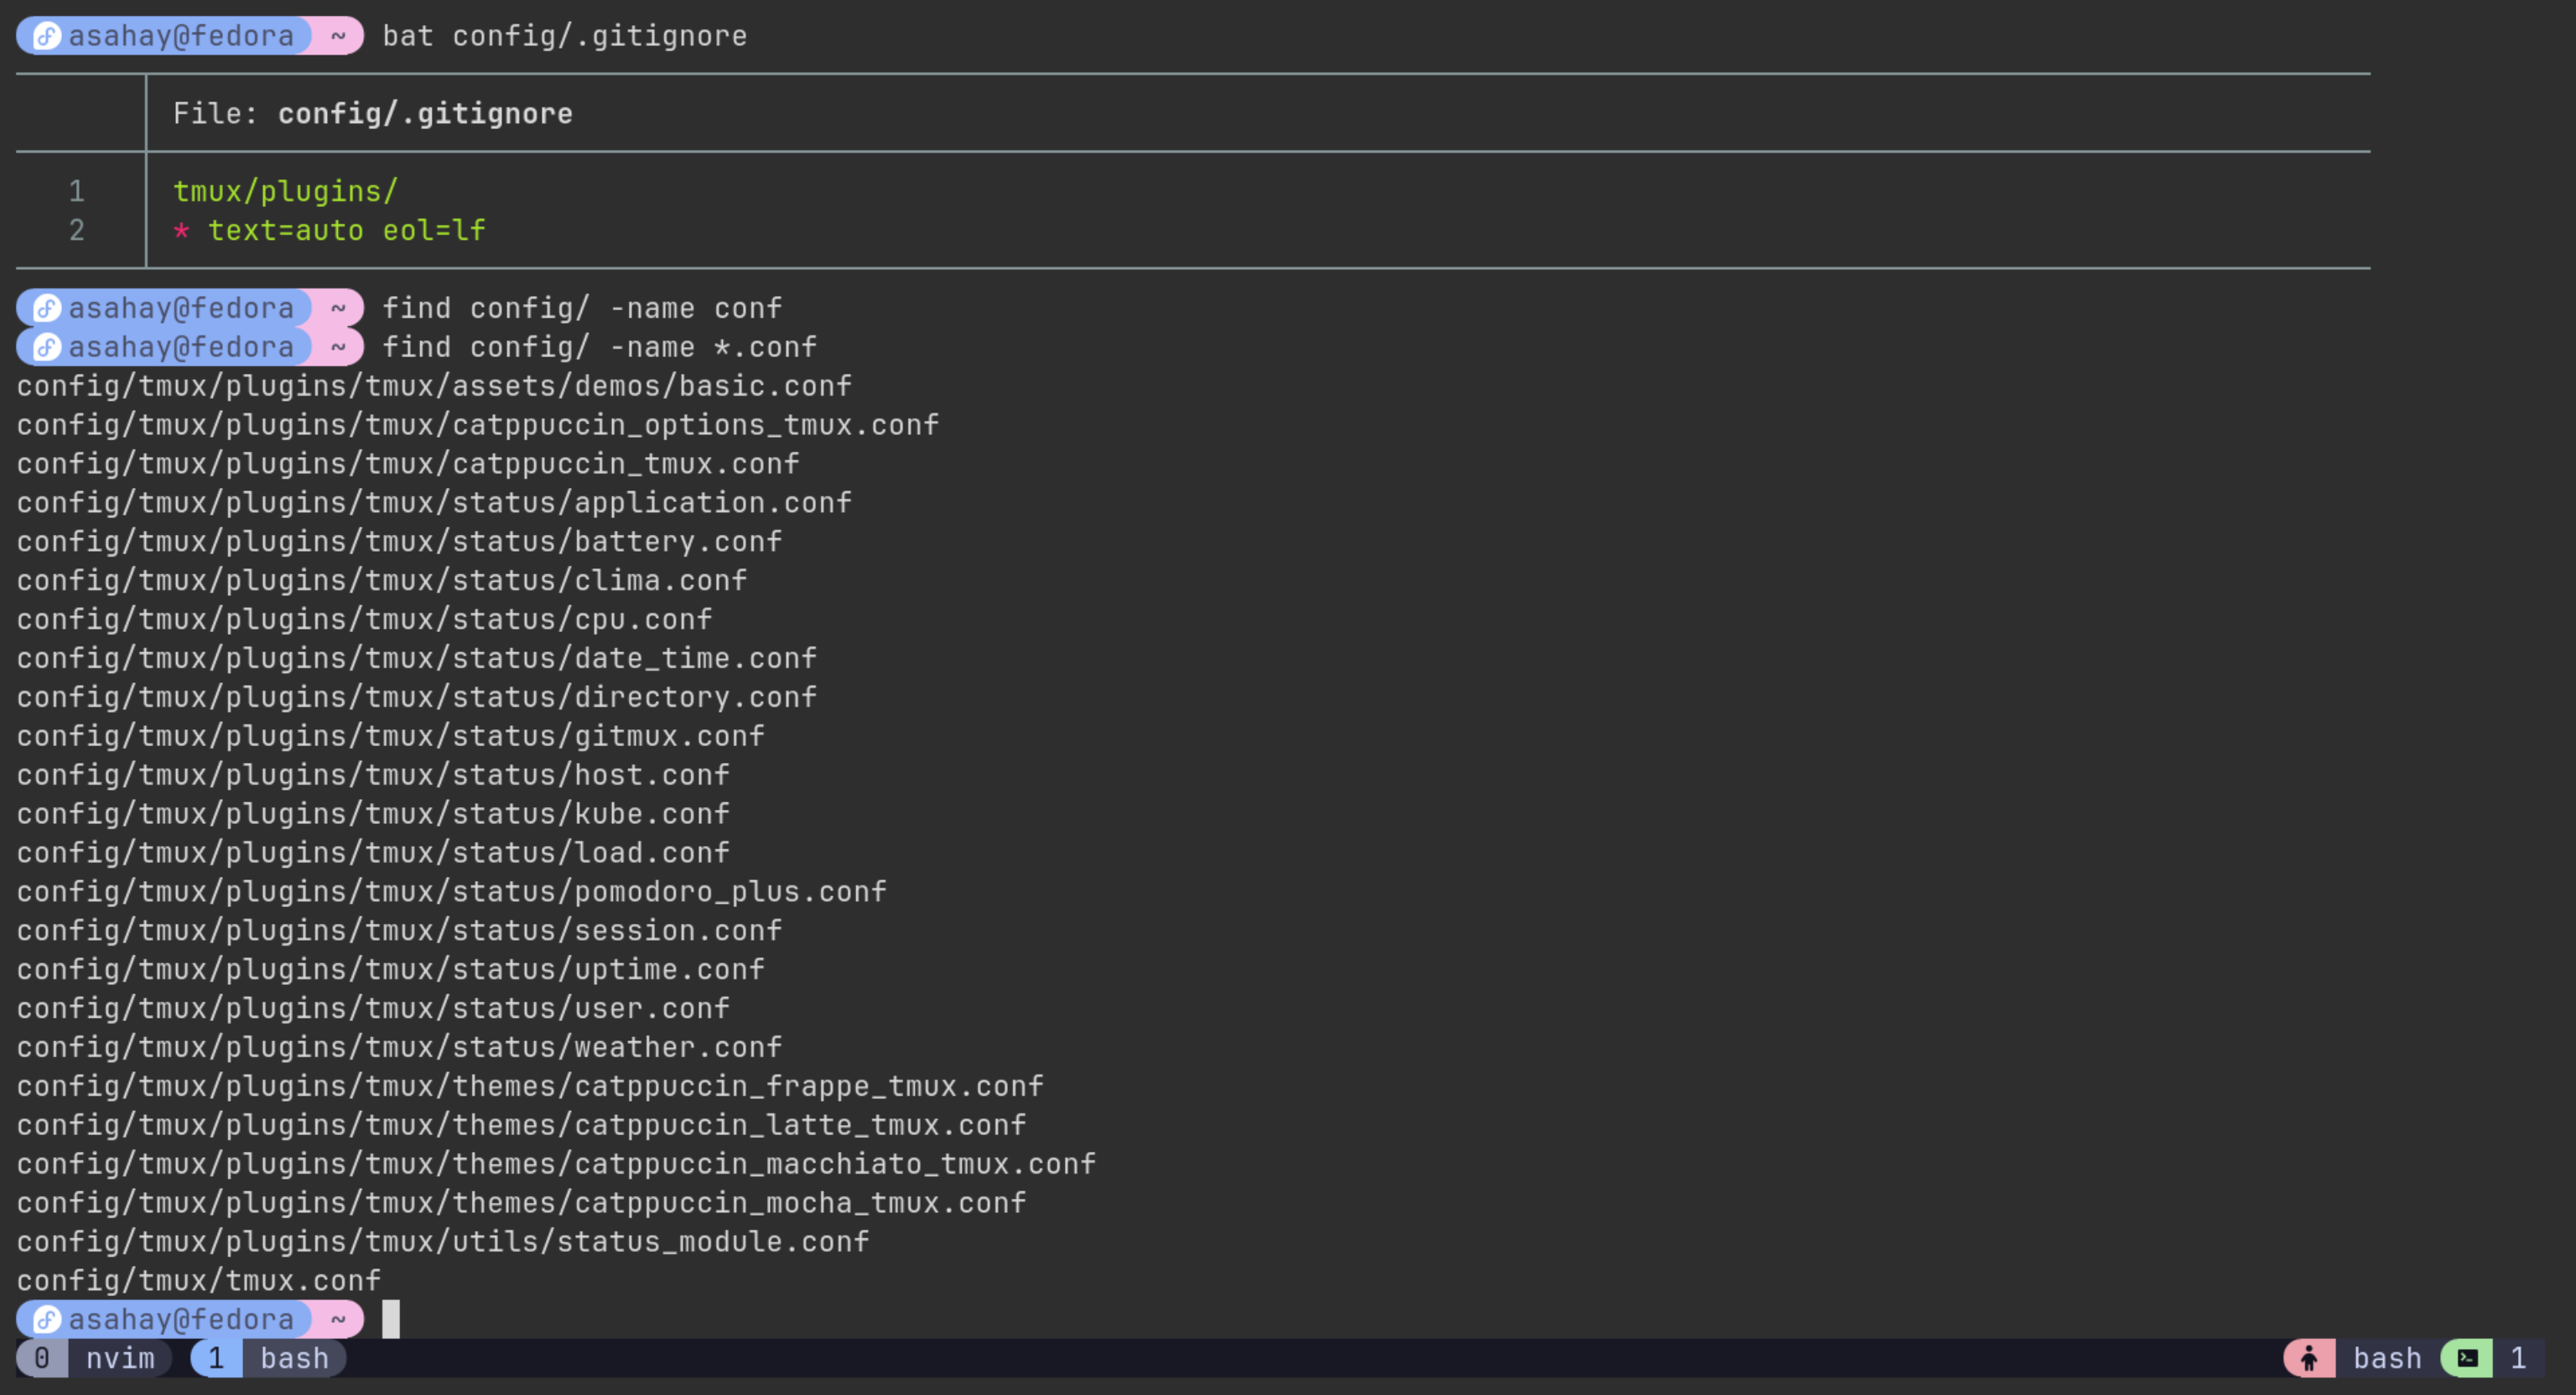 asahay@fedora ~ bat config/.gitignore
File: config/.gitignore
1 tmux/plugins/
2 * text=auto eol=lf
asahay@fedora ~ find config/ -name conf
asahay@fedora ~ find config/ -name *.conf
config/tmux/plugins/tmux/assets/demos/basic.conf
config/tmux/plugins/tmux/catppuccin_options_tmux.conf
config/tmux/plugins/tmux/catppuccin_tmux.conf
config/tmux/plugins/tmux/status/application.conf
config/tmux/plugins/tmux/status/battery.conf
config/tmux/plugins/tmux/status/clima.conf
config/tmux/plugins/tmux/status/cpu.conf
config/tmux/plugins/tmux/status/date_time.conf
config/tmux/plugins/tmux/status/directory.conf
config/tmux/plugins/tmux/status/gitmux.conf
config/tmux/plugins/tmux/status/host.conf
config/tmux/plugins/tmux/status/kube.conf
config/tmux/plugins/tmux/status/load.conf
config/tmux/plugins/tmux/status/pomodoro_plus.conf
config/tmux/plugins/tmux/status/session.conf
config/tmux/plugins/tmux/status/uptime.conf
config/tmux/plugins/tmux/status/user.conf
config/tmux/plugins/tmux/status/weather.conf
config/tmux/plugins/tmux/themes/catppuccin_frappe_tmux.conf
config/tmux/plugins/tmux/themes/catppuccin_latte_tmux.conf
config/tmux/plugins/tmux/themes/catppuccin_macchiato_tmux.conf
config/tmux/plugins/tmux/themes/catppuccin_mocha_tmux.conf
config/tmux/plugins/tmux/utils/status_module.conf
config/tmux/tmux.conf
asahay@fedora ~
0 nvim 1 bash bash 1